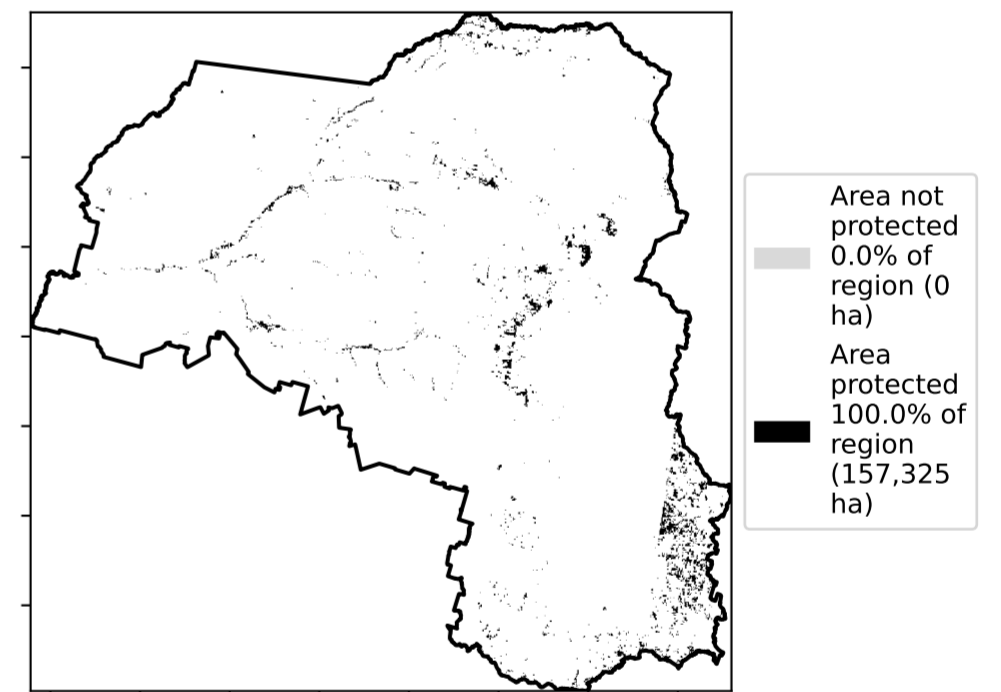 Area not
protected
0.0% of
region (0
ha)
Area
protected
100.0% of
region
(157,325
ha)